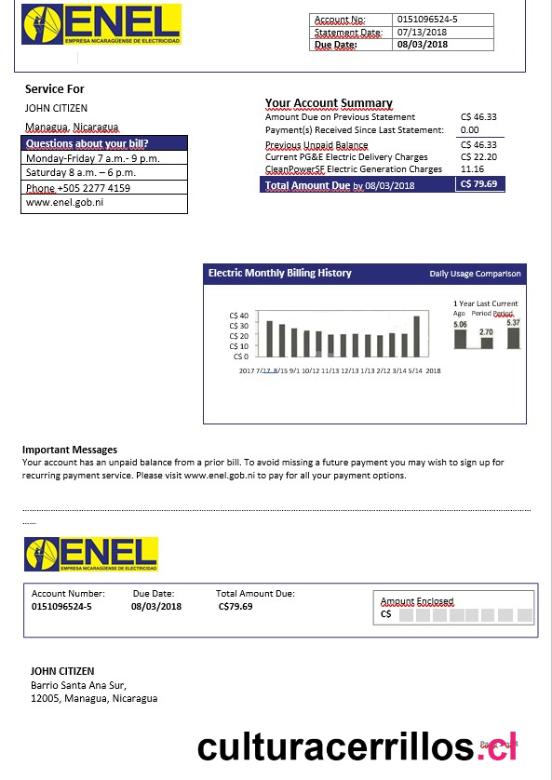 ENEL
EMPRESA NICARAGÜENSE DE ELECTRICIDAD
Account No: 0151096524-5
Statement Date: 07/13/2018
Due Date: 08/03/2018
Service For
JOHN CITIZEN
Managua, Nicaragua
Questions about your bill?
Monday-Friday 7 a.m.- 9 p.m.
Saturday 8 a.m. – 6 p.m.
Phone +505 2277 4159
www.enel.gob.ni
Your Account Summary
Amount Due on Previous Statement C$ 46.33
Payment(s) Received Since Last Statement: 0.00
Previous Unpaid Balance C$ 46.33
Current PG&E Electric Delivery Charges C$ 22.20
CleanPowerSF Electric Generation Charges 11.16
Total Amount Due by 08/03/2018 C$ 79.69
Electric Monthly Billing History Daily Usage Comparison
1 Year Last Current
Ago Period Period
5.06 2.70 5.37
C$ 40
C$ 30
C$ 20
C$ 10
C$ 0
2017 7/17 8/15 9/1 10/12 11/13 12/13 1/13 2/12 3/14 5/14 2018
Important Messages
Your account has an unpaid balance from a prior bill. To avoid missing a future payment you may wish to sign up for
recurring payment service. Please visit www.enel.gob.ni to pay for all your payment options.
ENEL
EMPRESA NICARAGÜENSE DE ELECTRICIDAD
Account Number: Due Date: Total Amount Due:
0151096524-5 08/03/2018 C$79.69
Amount Enclosed
C$
JOHN CITIZEN
Barrio Santa Ana Sur,
12005, Managua, Nicaragua
culturacerrillos.cl